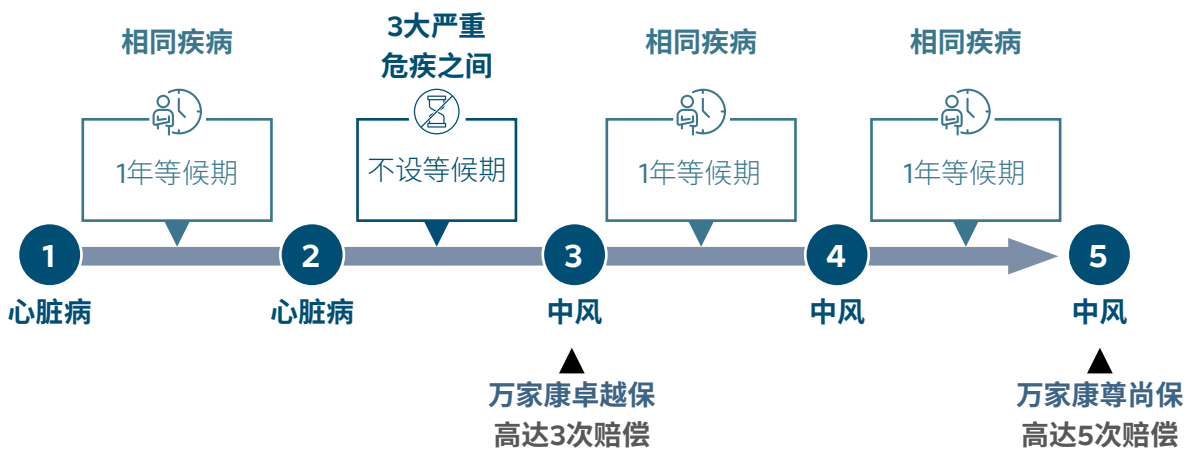 相同疾病
1年等候期
3大严重
危疾之间
不设等候期
相同疾病
1年等候期
相同疾病
1年等候期
1
心脏病
2
心脏病
3
中风
4
中风
5
中风
万家康卓越保
高达3次赔偿
万家康尊尚保
高达5次赔偿